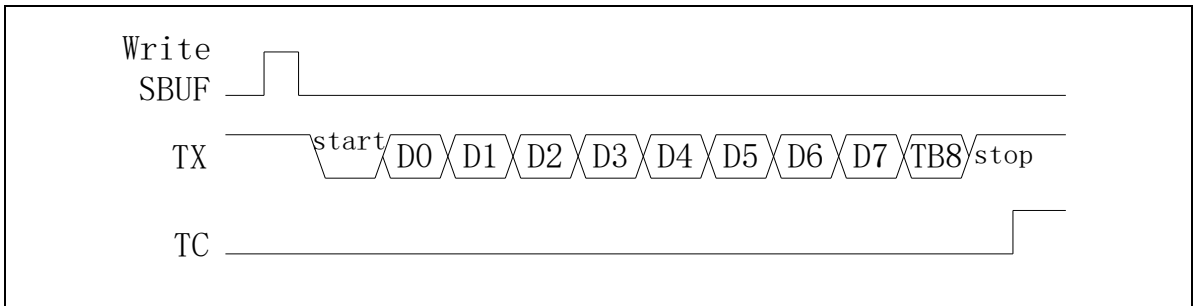 Write
SBUF
TX start D0 D1 D2 D3 D4 D5 D6 D7 TB8 stop
TC